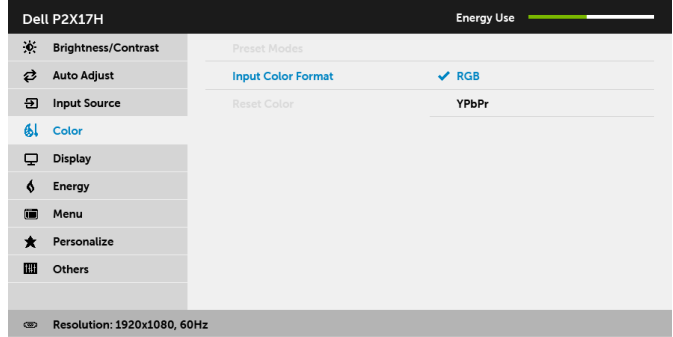 Dell P2X17H
Energy Use
Brightness/Contrast
Preset Modes
Auto Adjust
Input Color Format
RGB
Input Source
Reset Color
YPbPr
Color
Display
Energy
Menu
Personalize
Others
Resolution: 1920x1080, 60Hz